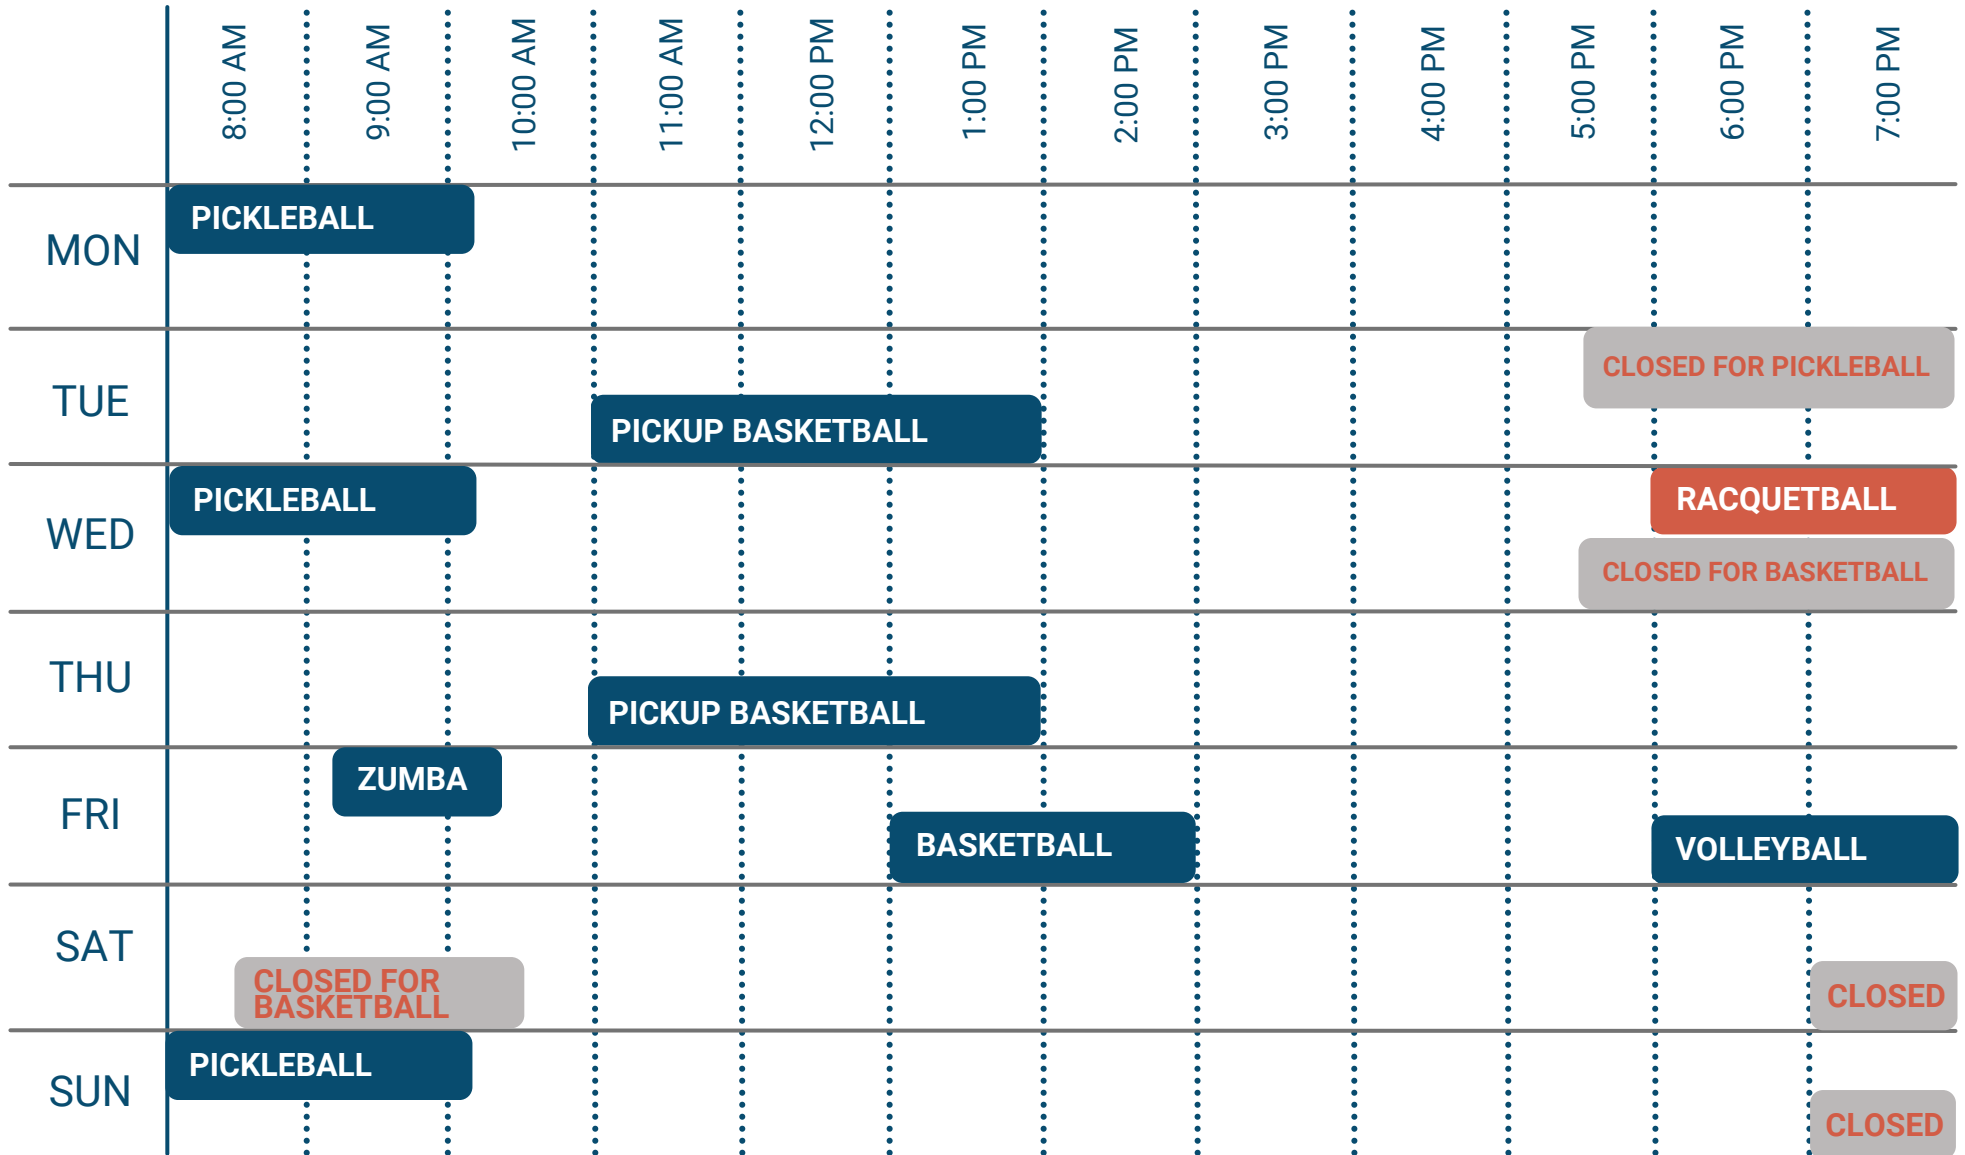 8:00 AM
9:00 AM
10:00 AM
11:00 AM
12:00 PM
1:00 PM
2:00 PM
3:00 PM
4:00 PM
5:00 PM
6:00 PM
7:00 PM
MON
PICKLEBALL
TUE
CLOSED FOR PICKLEBALL
PICKUP BASKETBALL
WED
PICKLEBALL
RACQUETBALL
CLOSED FOR BASKETBALL
THU
PICKUP BASKETBALL
FRI
ZUMBA
BASKETBALL
VOLLEYBALL
SAT
CLOSED FOR
BASKETBALL
CLOSED
SUN
PICKLEBALL
CLOSED